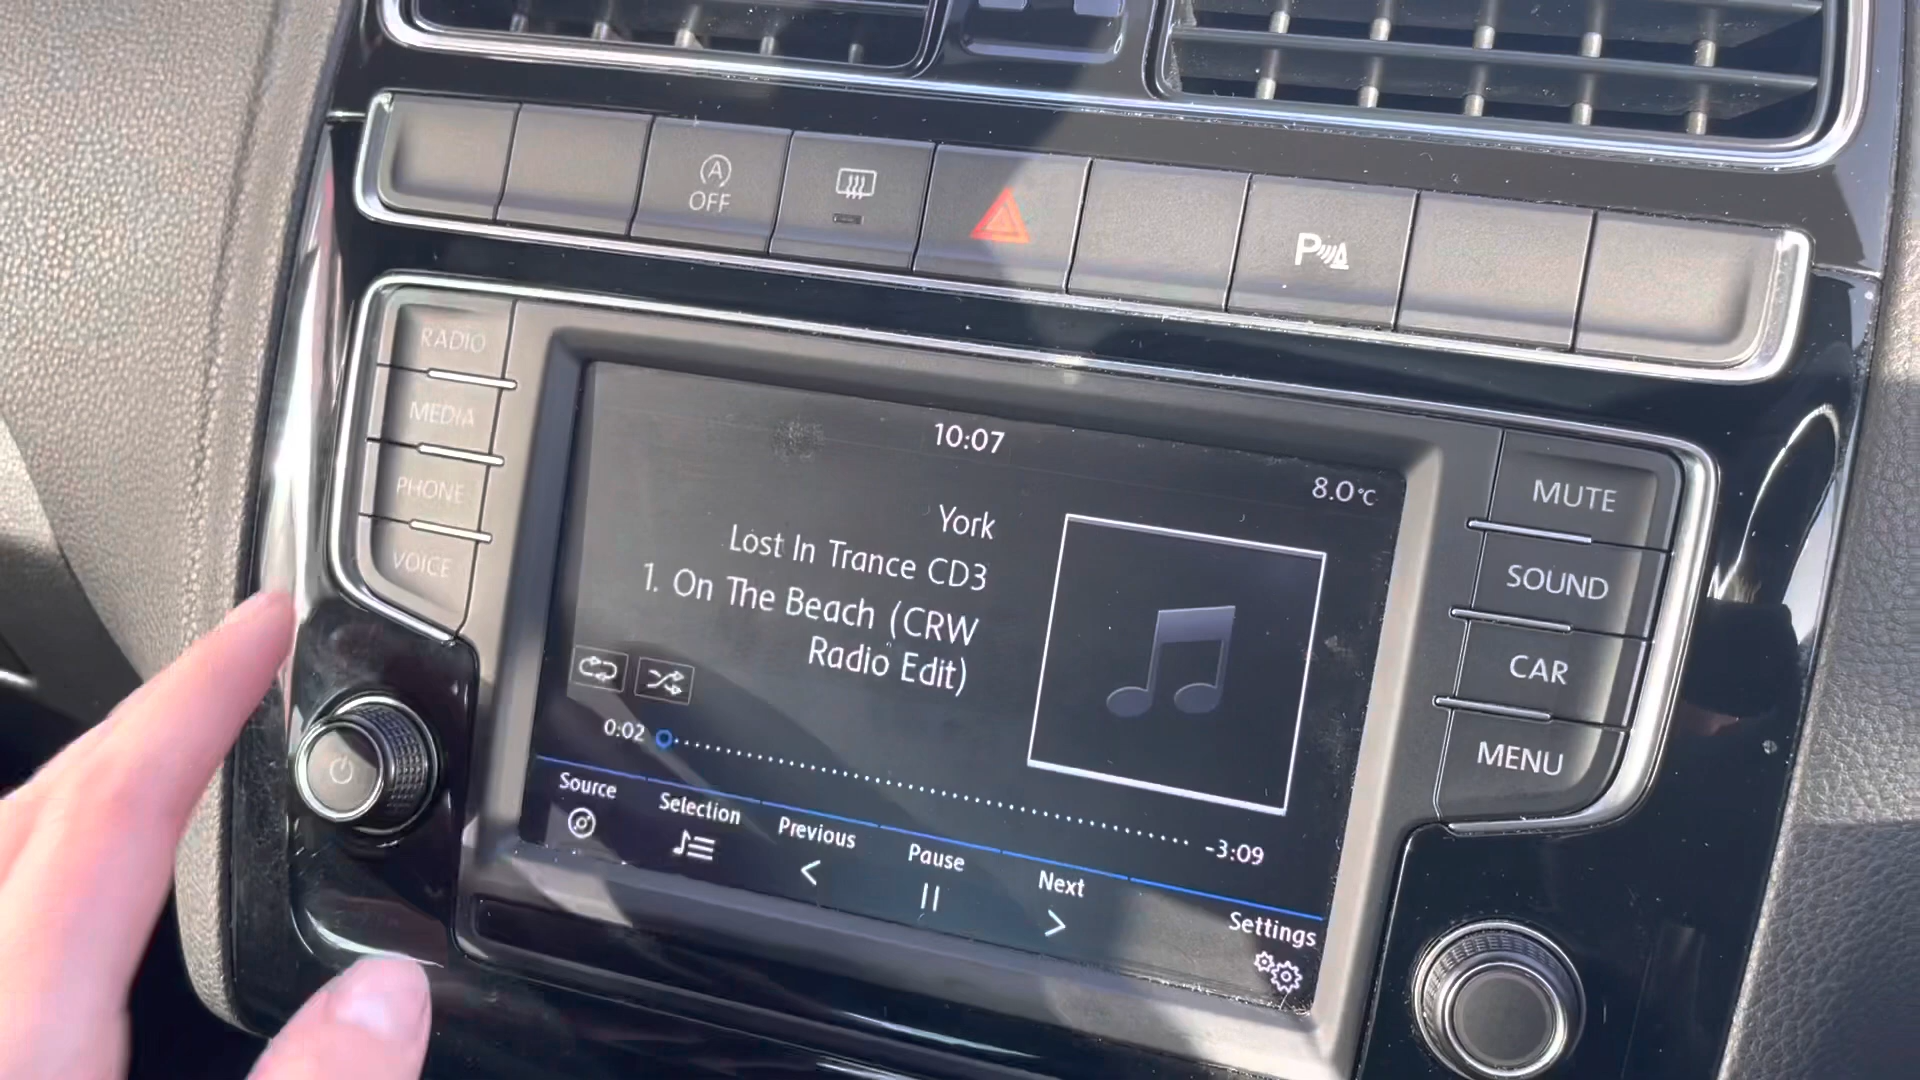 A
OFF
P
RADIO
MEDIA
PHONE
VOICE
10:07
8.0°C
York
Lost In Trance CD3
1. On The Beach (CRW
Radio Edit)
0:02
-3:09
Source
Selection
Previous
Pause
Next
Settings
MUTE
SOUND
CAR
MENU